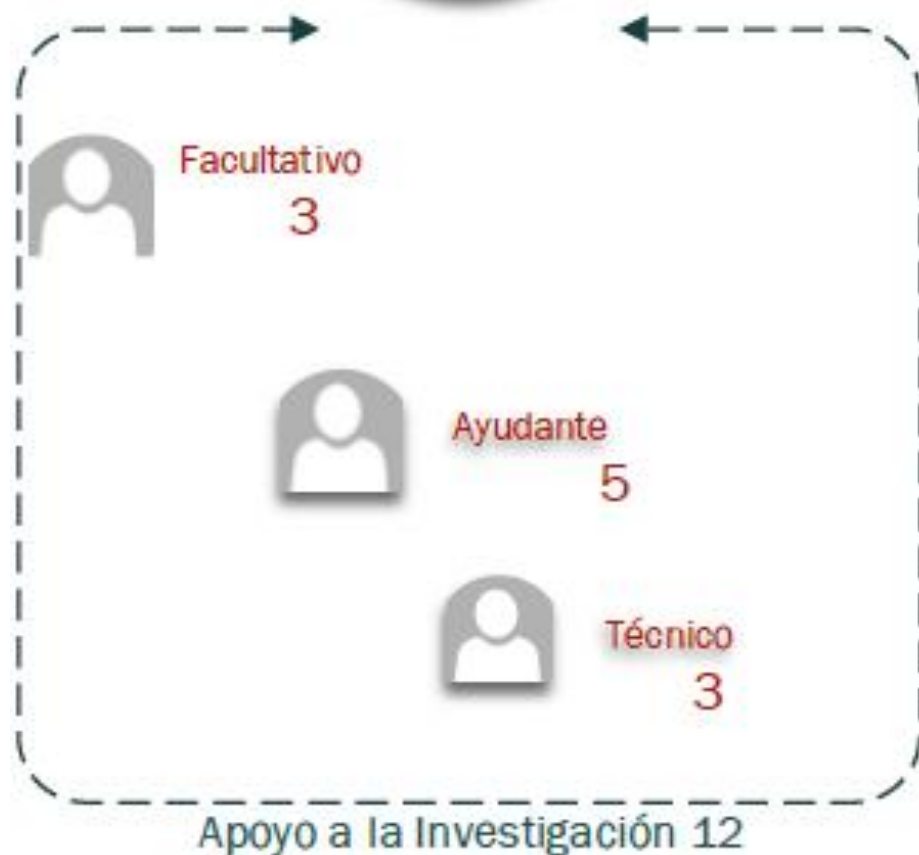 Facultativo
3
Ayudante
5
Técnico
3
Apoyo a la Investigación 12